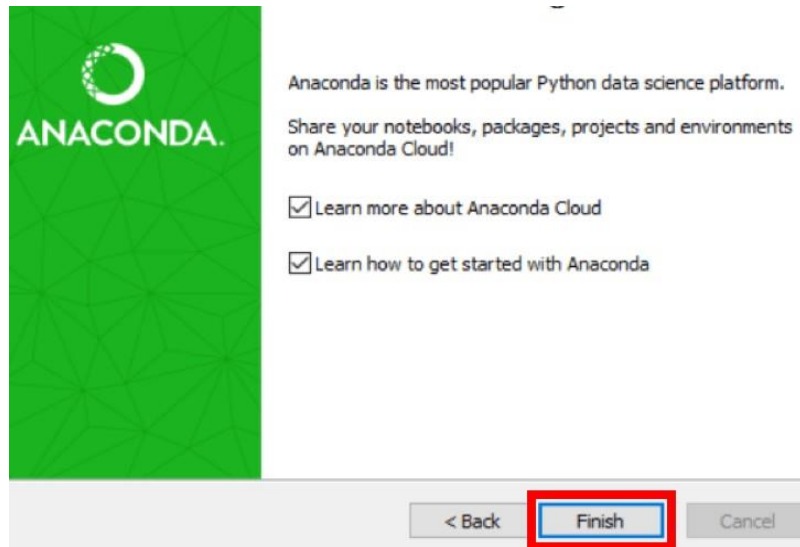 ANACONDA.
Anaconda is the most popular Python data science platform.
Share your notebooks, packages, projects and environments
on Anaconda Cloud!
Learn more about Anaconda Cloud
Learn how to get started with Anaconda
< Back
Finish
Cancel